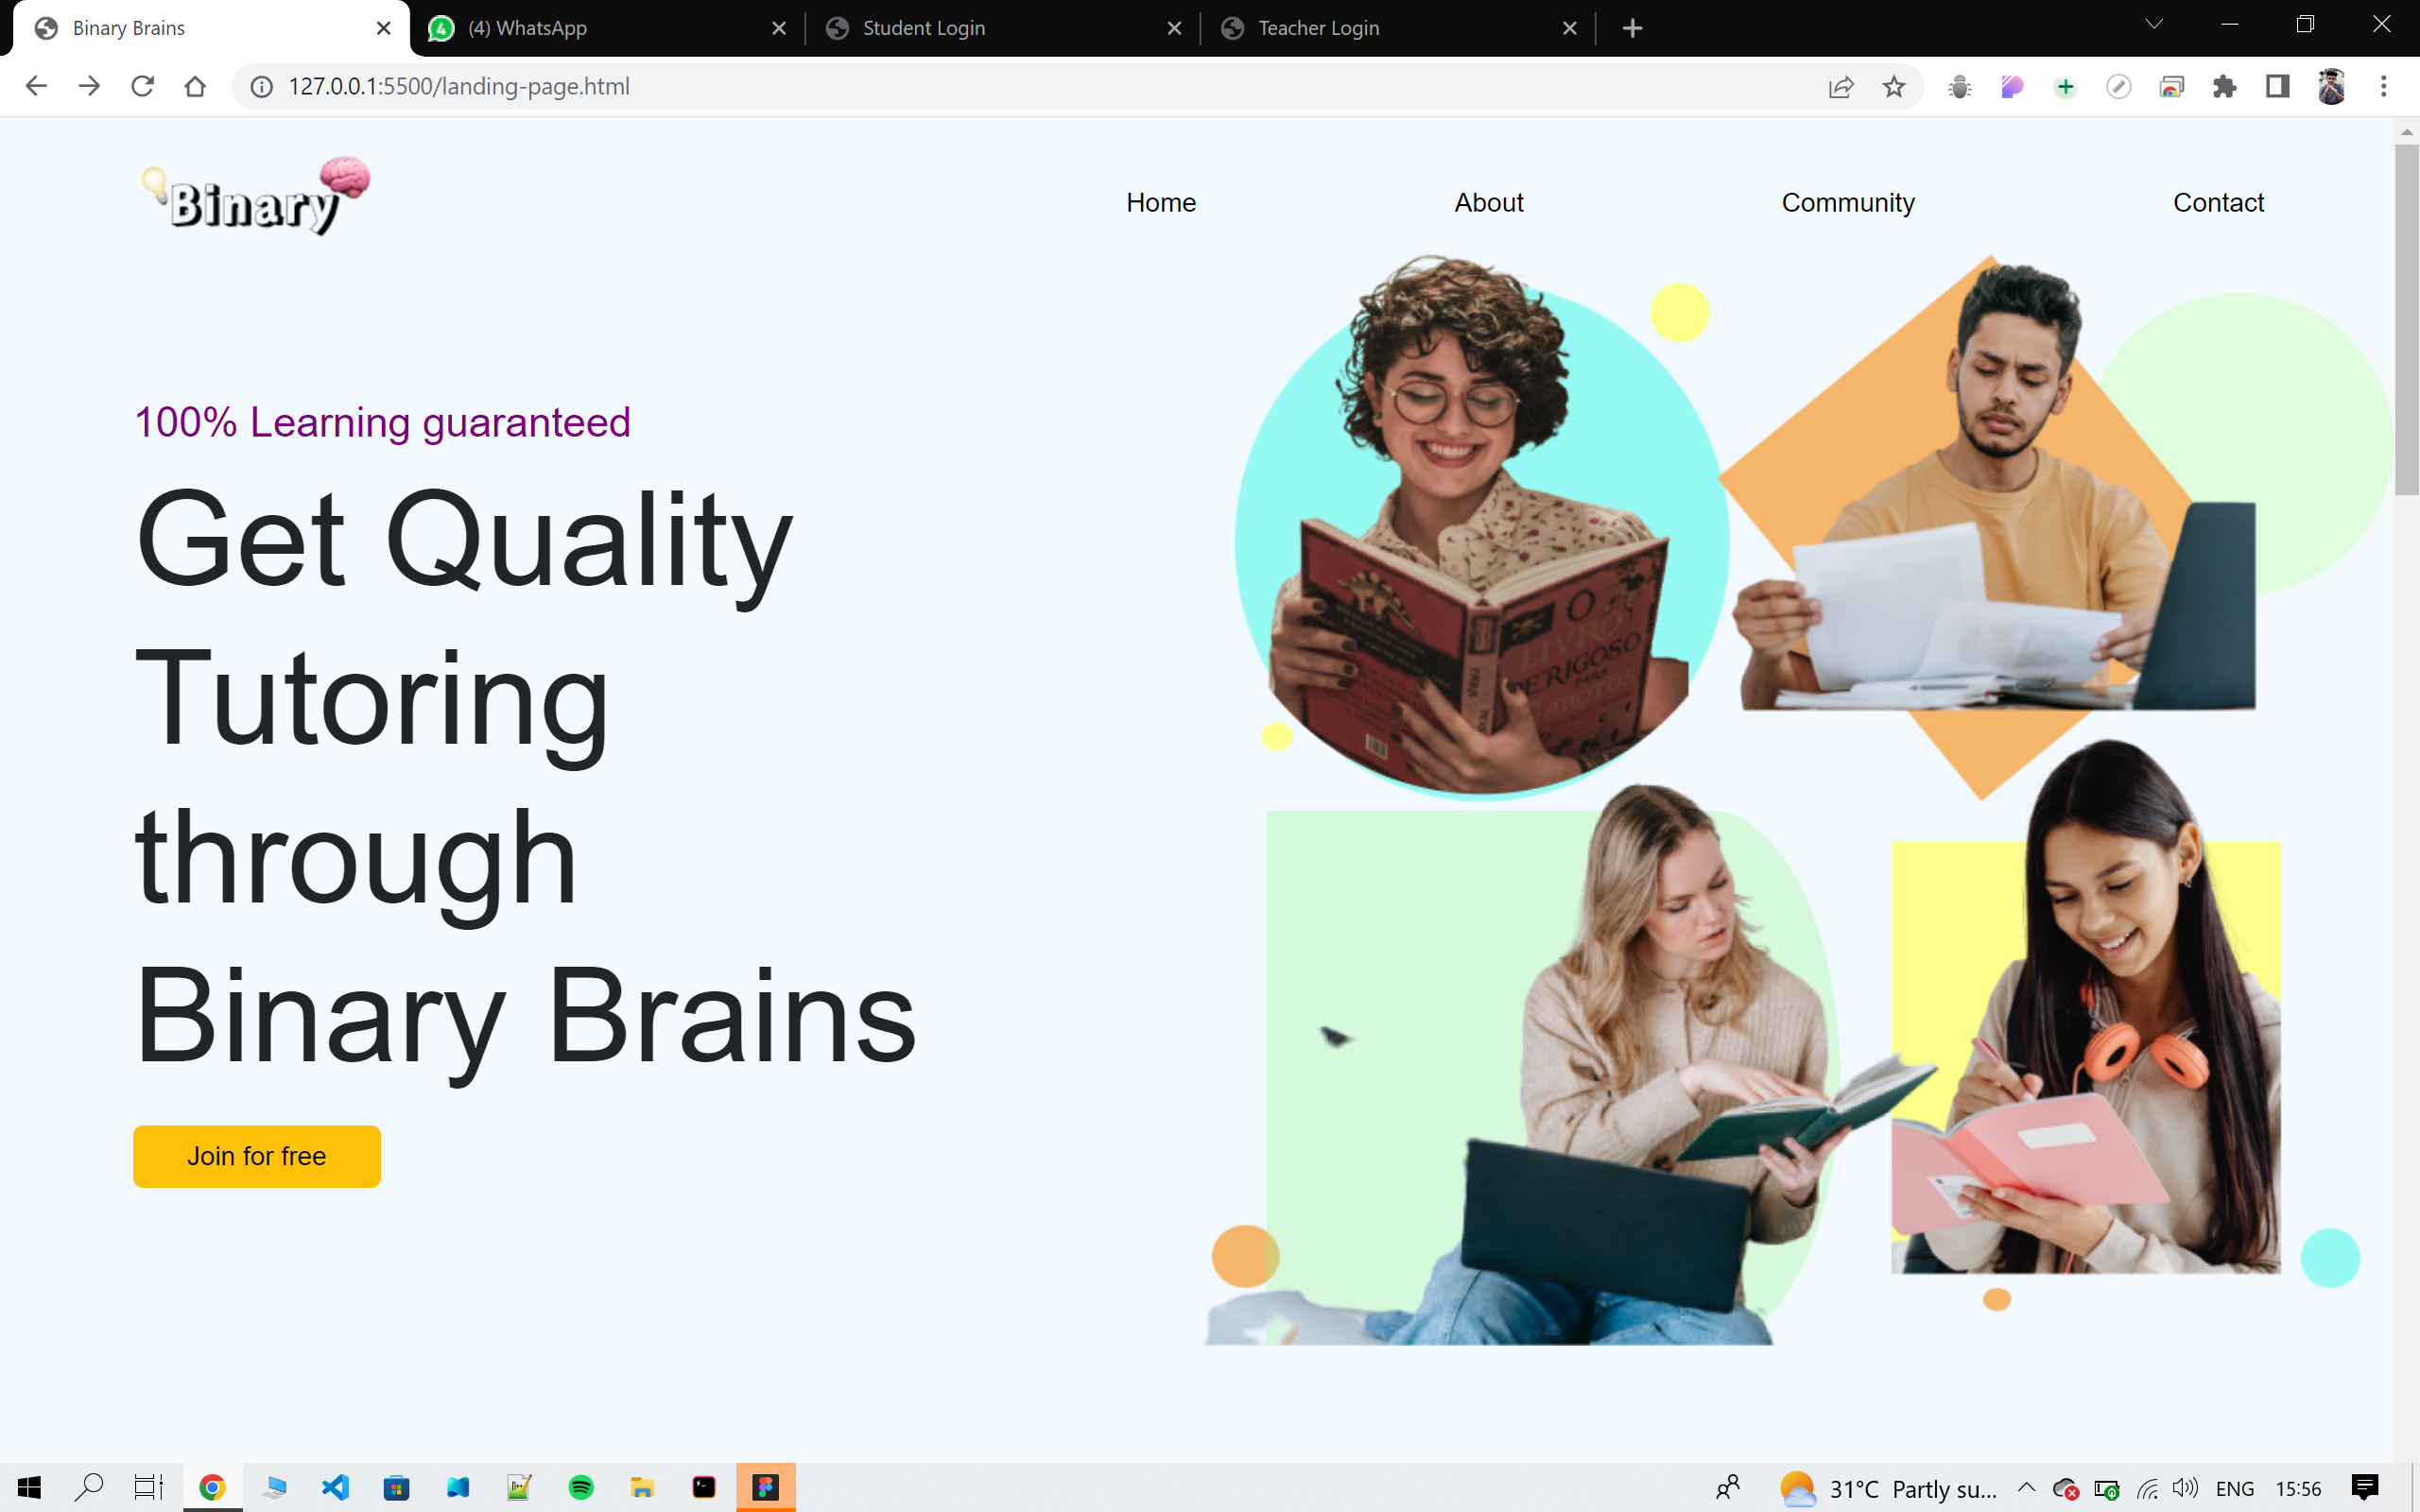 Binary Brains
4
(4) WhatsApp
Student Login
Teacher Login
127.0.0.1:5500/landing-page.html
Binary
Home
About
Community
Contact
100% Learning guaranteed
Get Quality
Tutoring
through
Binary Brains
Join for free
O
LIVRO
PERIGOSO
PARA
GAROTOS
PARA
31°C Partly su...
ENG
15:56